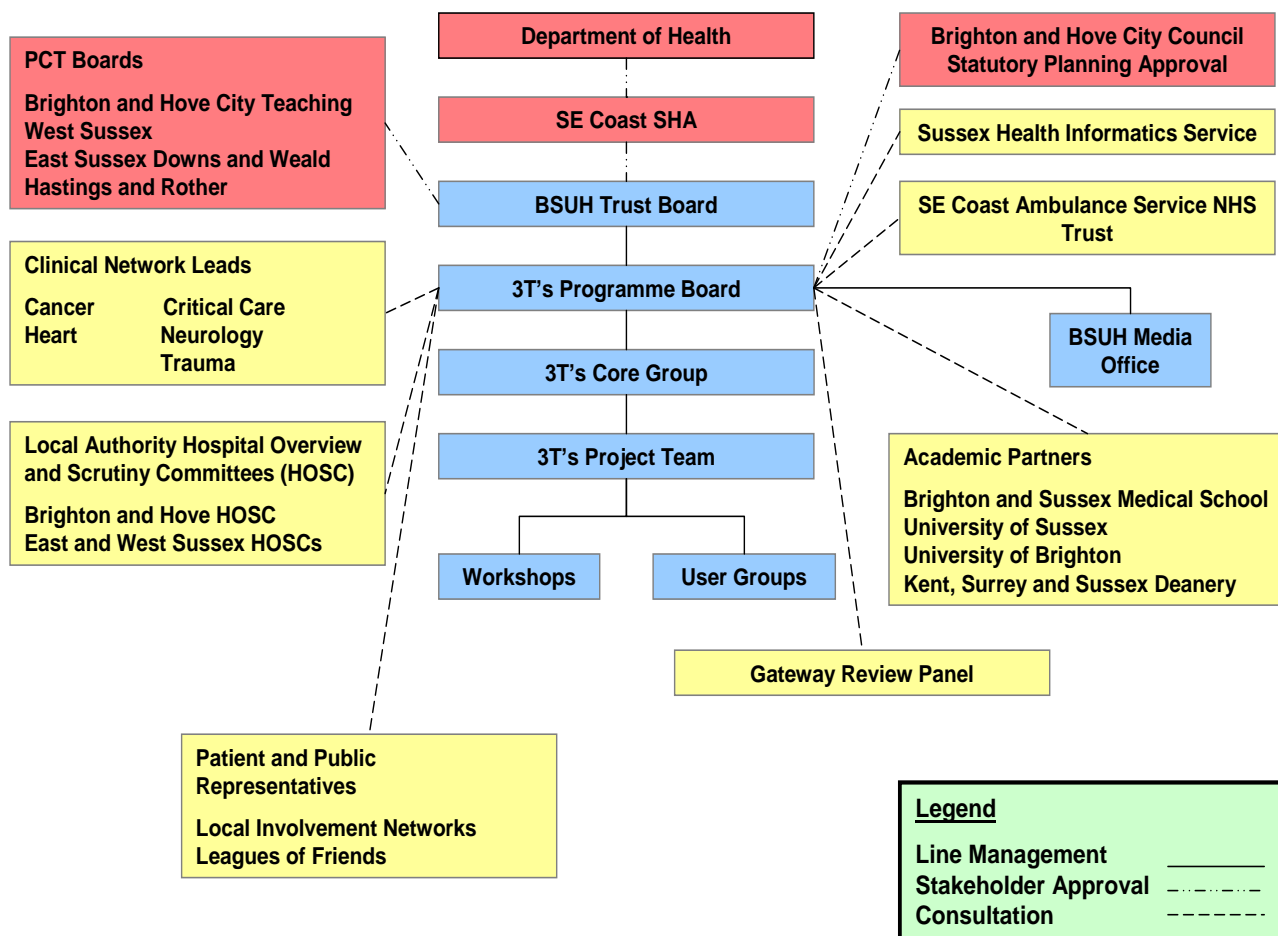 Department of Health
SE Coast SHA
BSUH Trust Board
3T's Programme Board
3T's Core Group
3T's Project Team
Workshops
User Groups
PCT Boards
Brighton and Hove City Teaching
West Sussex
East Sussex Downs and Weald
Hastings and Rother
Clinical Network Leads
Cancer Critical Care
Heart Neurology
Trauma
Local Authority Hospital Overview
and Scrutiny Committees (HOSC)
Brighton and Hove HOSC
East and West Sussex HOSCs
Patient and Public
Representatives
Local Involvement Networks
Leagues of Friends
Brighton and Hove City Council
Statutory Planning Approval
Sussex Health Informatics Service
SE Coast Ambulance Service NHS
Trust
BSUH Media
Office
Academic Partners
Brighton and Sussex Medical School
University of Sussex
University of Brighton
Kent, Surrey and Sussex Deanery
Gateway Review Panel
Legend
Line Management
Stakeholder Approval
Consultation